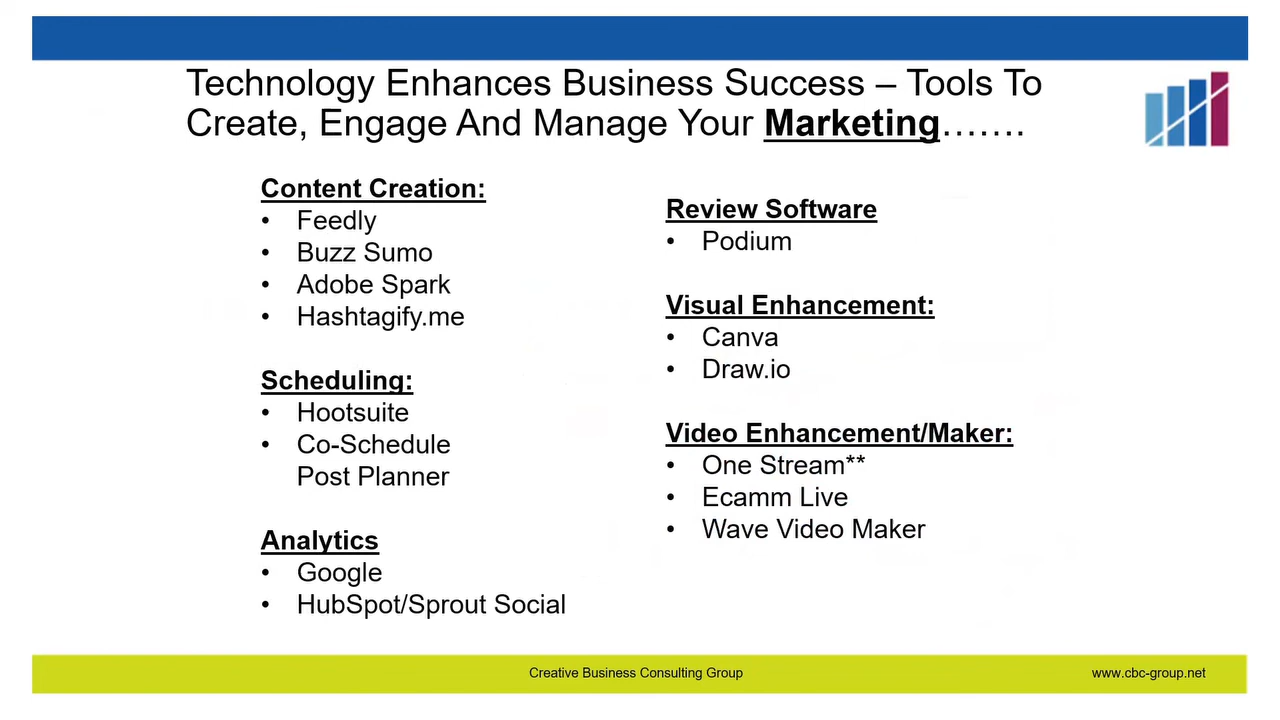 Technology Enhances Business Success – Tools To
Create, Engage And Manage Your Marketing…….
Content Creation:
• Feedly
• Buzz Sumo
• Adobe Spark
• Hashtagify.me
Scheduling:
• Hootsuite
• Co-Schedule
Post Planner
Analytics
• Google
• HubSpot/Sprout Social
Review Software
• Podium
Visual Enhancement:
• Canva
• Draw.io
Video Enhancement/Maker:
• One Stream**
• Ecamm Live
• Wave Video Maker
Creative Business Consulting Group
www.cbc-group.net